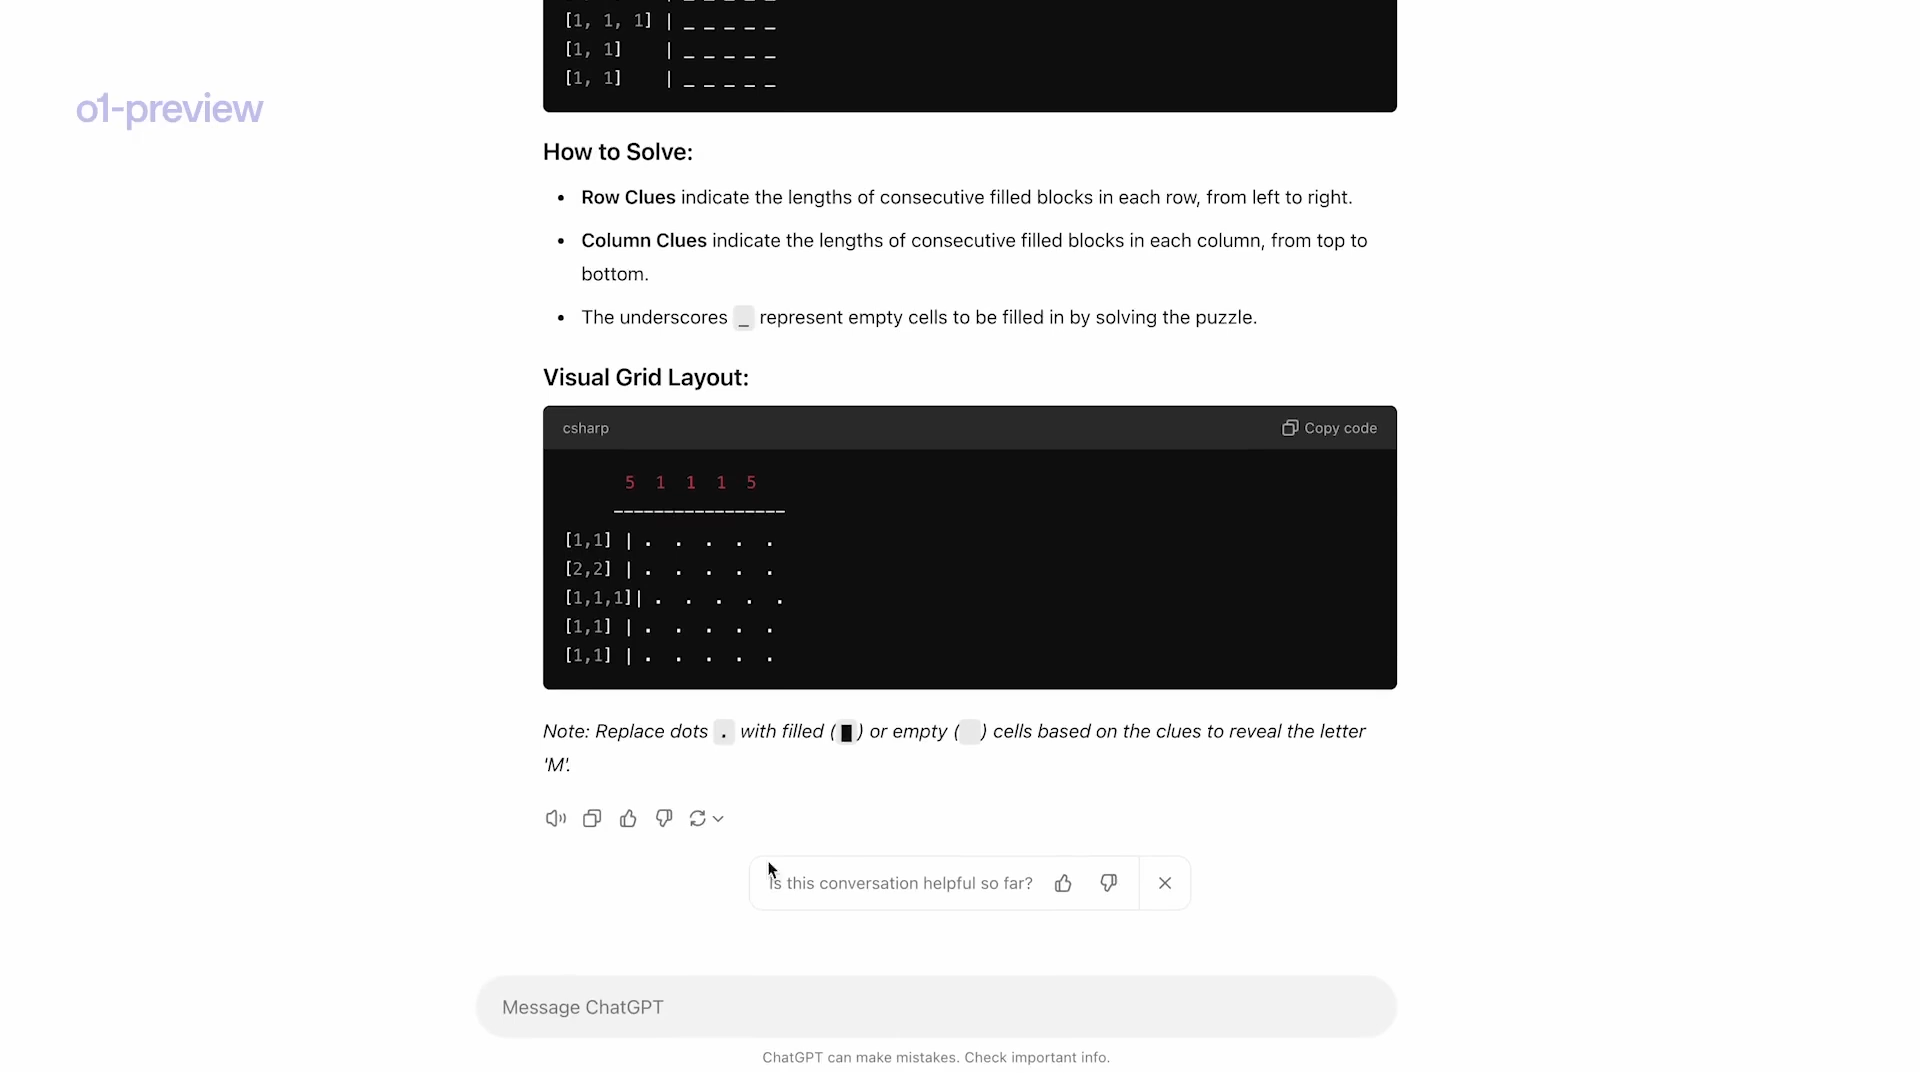 [1, 1, 1] | _ _ _ _ _
[1, 1]    | _ _ _ _ _
[1, 1]    | _ _ _ _ _
o1-preview
How to Solve:
• Row Clues indicate the lengths of consecutive filled blocks in each row, from left to right.
• Column Clues indicate the lengths of consecutive filled blocks in each column, from top to
bottom.
• The underscores _ represent empty cells to be filled in by solving the puzzle.
Visual Grid Layout:
csharp Copy code
5  1  1  1  5
-----------------
[1,1] | .  .  .  .  .
[2,2] | .  .  .  .  .
[1,1,1]| .  .  .  .  .
[1,1] | .  .  .  .  .
[1,1] | .  .  .  .  .
Note: Replace dots . with filled (█) or empty ( ) cells based on the clues to reveal the letter
'M'.
Is this conversation helpful so far?
Message ChatGPT
ChatGPT can make mistakes. Check important info.